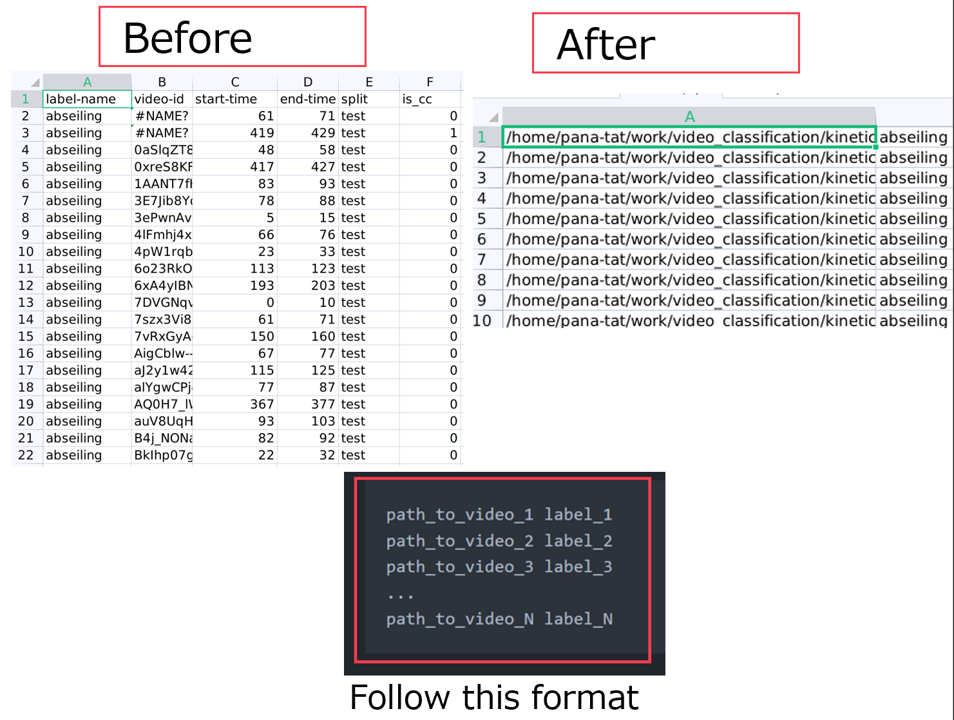 Before
A B C D E F
1 label-name video-id start-time end-time split is_cc
2 abseiling #NAME? 61 71 test 0
3 abseiling #NAME? 419 429 test 1
4 abseiling 0aSlqZT8 48 58 test 0
5 abseiling 0xreS8KF 417 427 test 0
6 abseiling 1AANT7fl 83 93 test 0
7 abseiling 3E7Jib8Yc 78 88 test 0
8 abseiling 3ePwnAv 5 15 test 0
9 abseiling 4lFmhj4x 66 76 test 0
10 abseiling 4pW1rqb 23 33 test 0
11 abseiling 6o23RkO 113 123 test 0
12 abseiling 6xA4yIBN 193 203 test 0
13 abseiling 7DVGNqv 0 10 test 0
14 abseiling 7szx3Vi8 61 71 test 0
15 abseiling 7vRxGyA 150 160 test 0
16 abseiling AigCbIw-- 67 77 test 0
17 abseiling aJ2y1w42 115 125 test 0
18 abseiling alYgwCPj 77 87 test 0
19 abseiling AQ0H7_lV 367 377 test 0
20 abseiling auV8UqH 93 103 test 0
21 abseiling B4j_NONa 82 92 test 0
22 abseiling BkIhp07g 22 32 test 0
After
A
1 /home/pana-tat/work/video_classification/kinetic abseiling
2 /home/pana-tat/work/video_classification/kinetic abseiling
3 /home/pana-tat/work/video_classification/kinetic abseiling
4 /home/pana-tat/work/video_classification/kinetic abseiling
5 /home/pana-tat/work/video_classification/kinetic abseiling
6 /home/pana-tat/work/video_classification/kinetic abseiling
7 /home/pana-tat/work/video_classification/kinetic abseiling
8 /home/pana-tat/work/video_classification/kinetic abseiling
9 /home/pana-tat/work/video_classification/kinetic abseiling
10 /home/pana-tat/work/video_classification/kinetic abseiling
path_to_video_1 label_1
path_to_video_2 label_2
path_to_video_3 label_3
...
path_to_video_N label_N
Follow this format